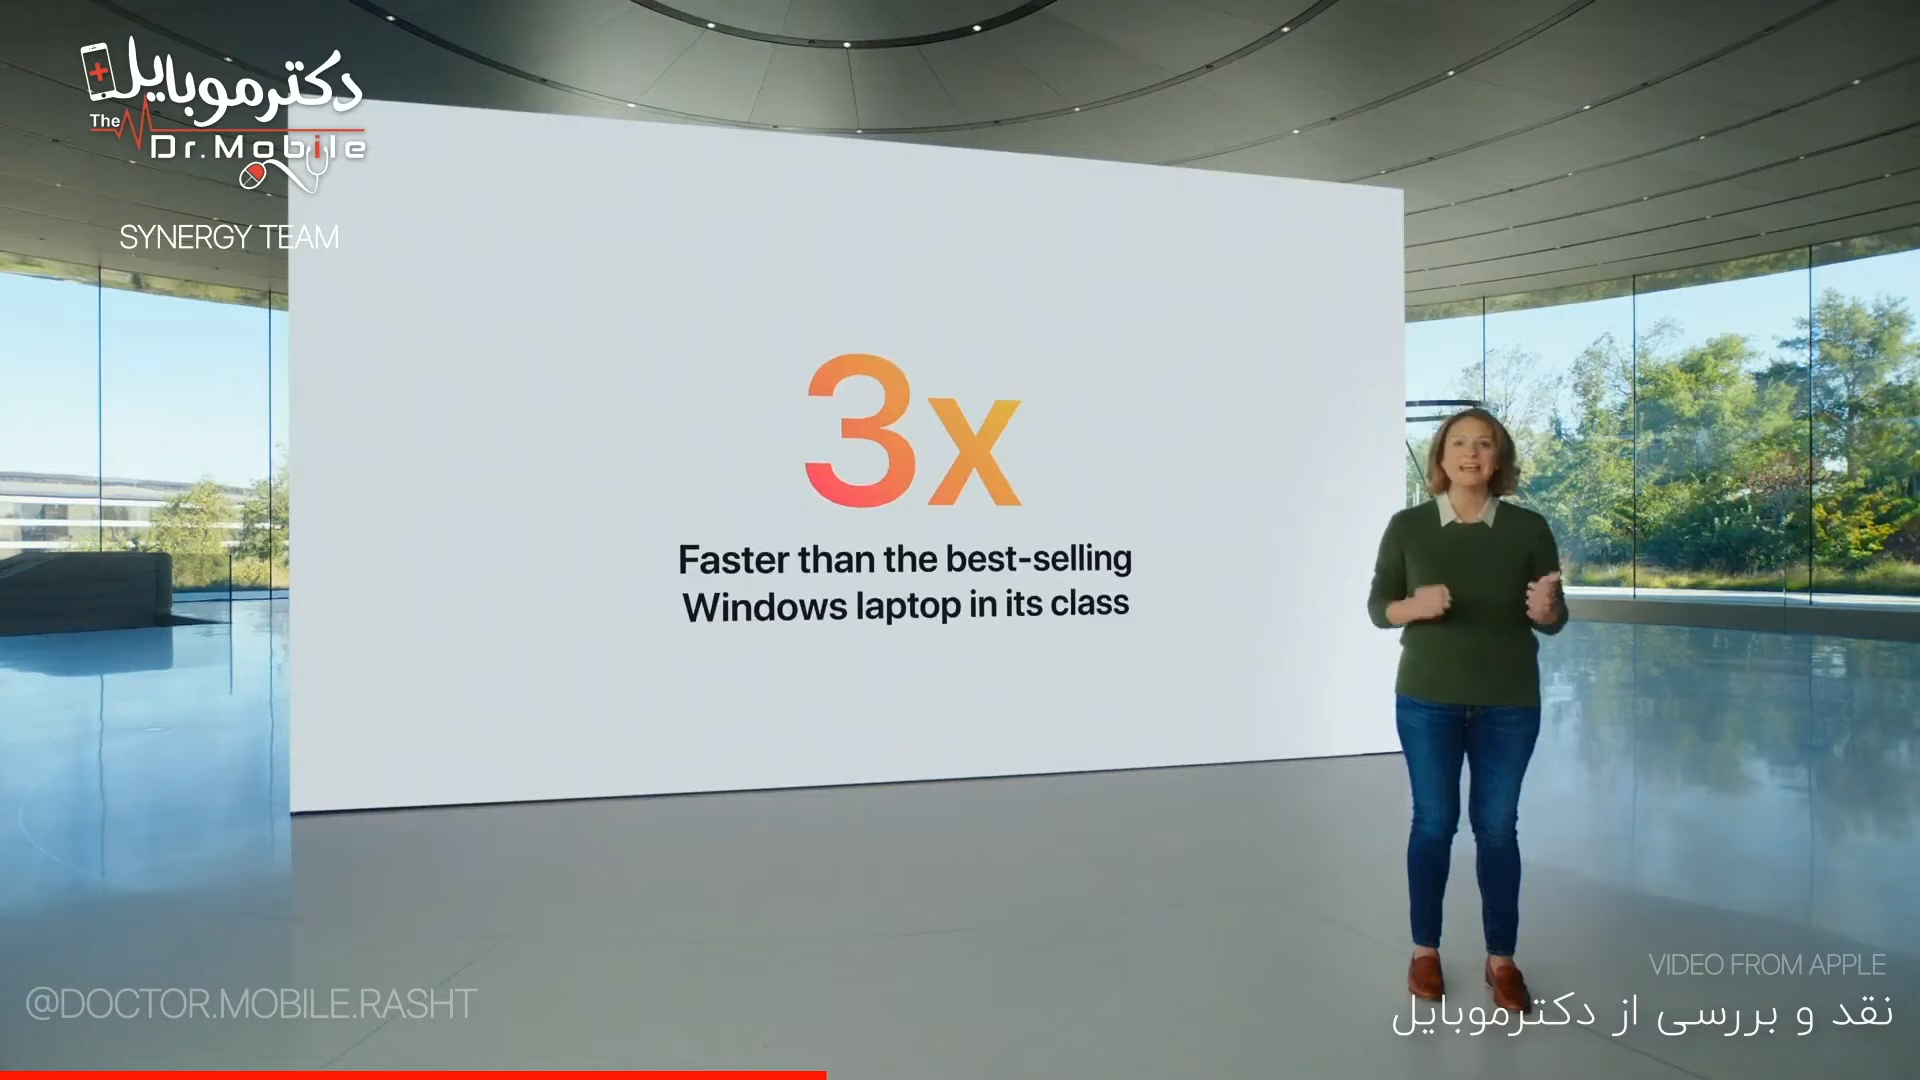 دکترموبایل
The
Dr.Mobile
SYNERGY TEAM
3x
Faster than the best-selling
Windows laptop in its class
VIDEO FROM APPLE
@DOCTOR.MOBILE.RASHT
نقد و بررسی از دکترموبایل